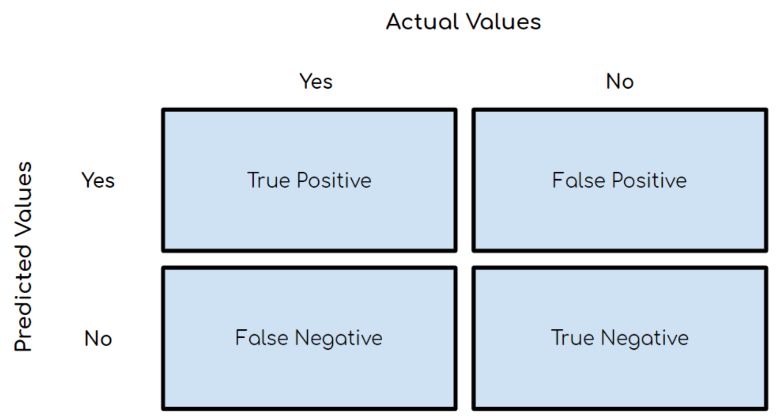 Actual Values
Yes
No
Predicted Values
Yes
True Positive
False Positive
No
False Negative
True Negative